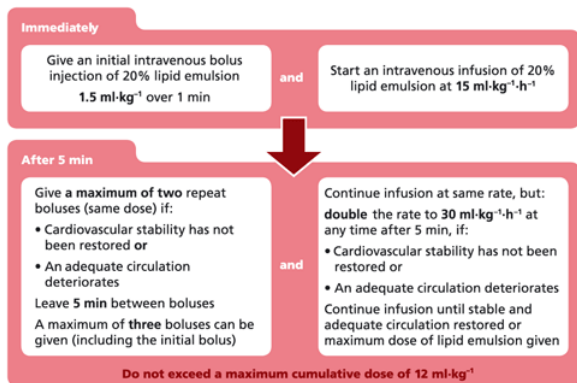 Immediately
Give an initial intravenous bolus
injection of 20% lipid emulsion
1.5 ml·kg⁻¹ over 1 min
and
Start an intravenous infusion of 20%
lipid emulsion at 15 ml·kg⁻¹·h⁻¹
After 5 min
Give a maximum of two repeat
boluses (same dose) if:
• Cardiovascular stability has not
been restored or
• An adequate circulation
deteriorates
Leave 5 min between boluses
A maximum of three boluses can be
given (including the initial bolus)
and
Continue infusion at same rate, but:
double the rate to 30 ml·kg⁻¹·h⁻¹ at
any time after 5 min, if:
• Cardiovascular stability has not been
restored or
• An adequate circulation deteriorates
Continue infusion until stable and
adequate circulation restored or
maximum dose of lipid emulsion given
Do not exceed a maximum cumulative dose of 12 ml·kg⁻¹